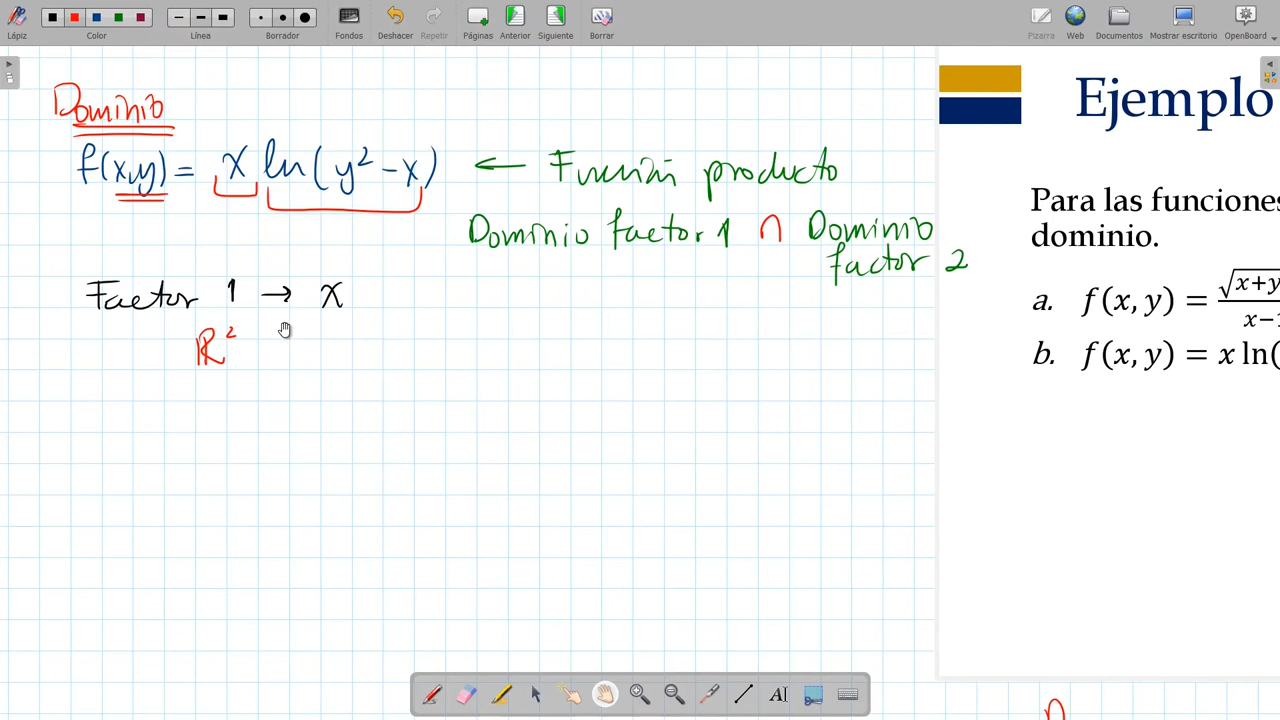 Lápiz Color Línea Borrador Fondos Deshacer Repetir Páginas Anterior Siguiente Borrar Pizarra Web Documentos Mostrar escritorio OpenBoard
Dominio
f(x,y) = x ln(y² - x) ← Función producto
Dominio factor 1 ∩ Dominio
factor 2
Factor 1 → x
ℝ²
Ejemplo
Para las funciones
dominio.
a. f(x, y) = √x+y
x−
b. f(x, y) = x ln(